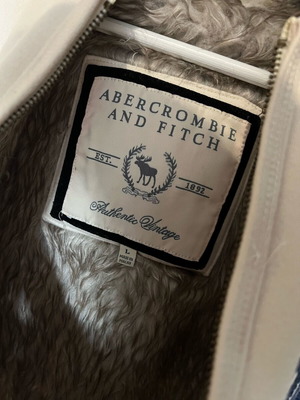 ABERCROMBIE
AND FITCH
EST. 1892
Authentic Vintage
L